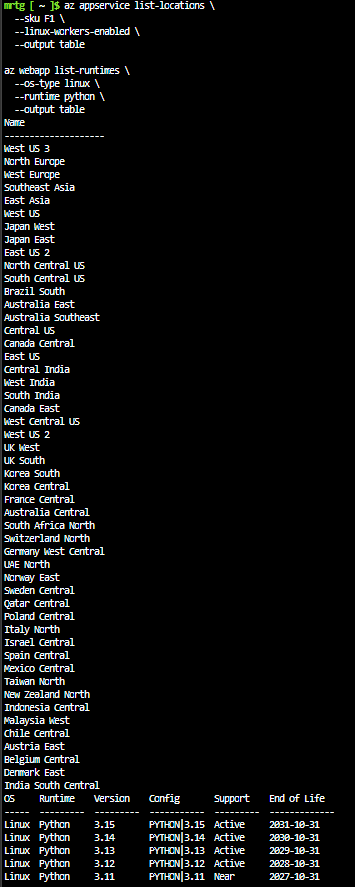 mrtg [ ~ ]$ az appservice list-locations \
--sku F1 \
--linux-workers-enabled \
--output table
az webapp list-runtimes \
--os-type linux \
--runtime python \
--output table
Name
--------------------
West US 3
North Europe
West Europe
Southeast Asia
East Asia
West US
Japan West
Japan East
East US 2
North Central US
South Central US
Brazil South
Australia East
Australia Southeast
Central US
Canada Central
East US
Central India
West India
South India
Canada East
West Central US
West US 2
UK West
UK South
Korea South
Korea Central
France Central
Australia Central
South Africa North
Switzerland North
Germany West Central
UAE North
Norway East
Sweden Central
Qatar Central
Poland Central
Italy North
Israel Central
Spain Central
Mexico Central
Taiwan North
New Zealand North
Indonesia Central
Malaysia West
Chile Central
Austria East
Belgium Central
Denmark East
India South Central
OS Runtime Version Config Support End of Life
----- --------- --------- ----------- --------- -------------
Linux Python 3.15 PYTHON|3.15 Active 2031-10-31
Linux Python 3.14 PYTHON|3.14 Active 2030-10-31
Linux Python 3.13 PYTHON|3.13 Active 2029-10-31
Linux Python 3.12 PYTHON|3.12 Active 2028-10-31
Linux Python 3.11 PYTHON|3.11 Near 2027-10-31